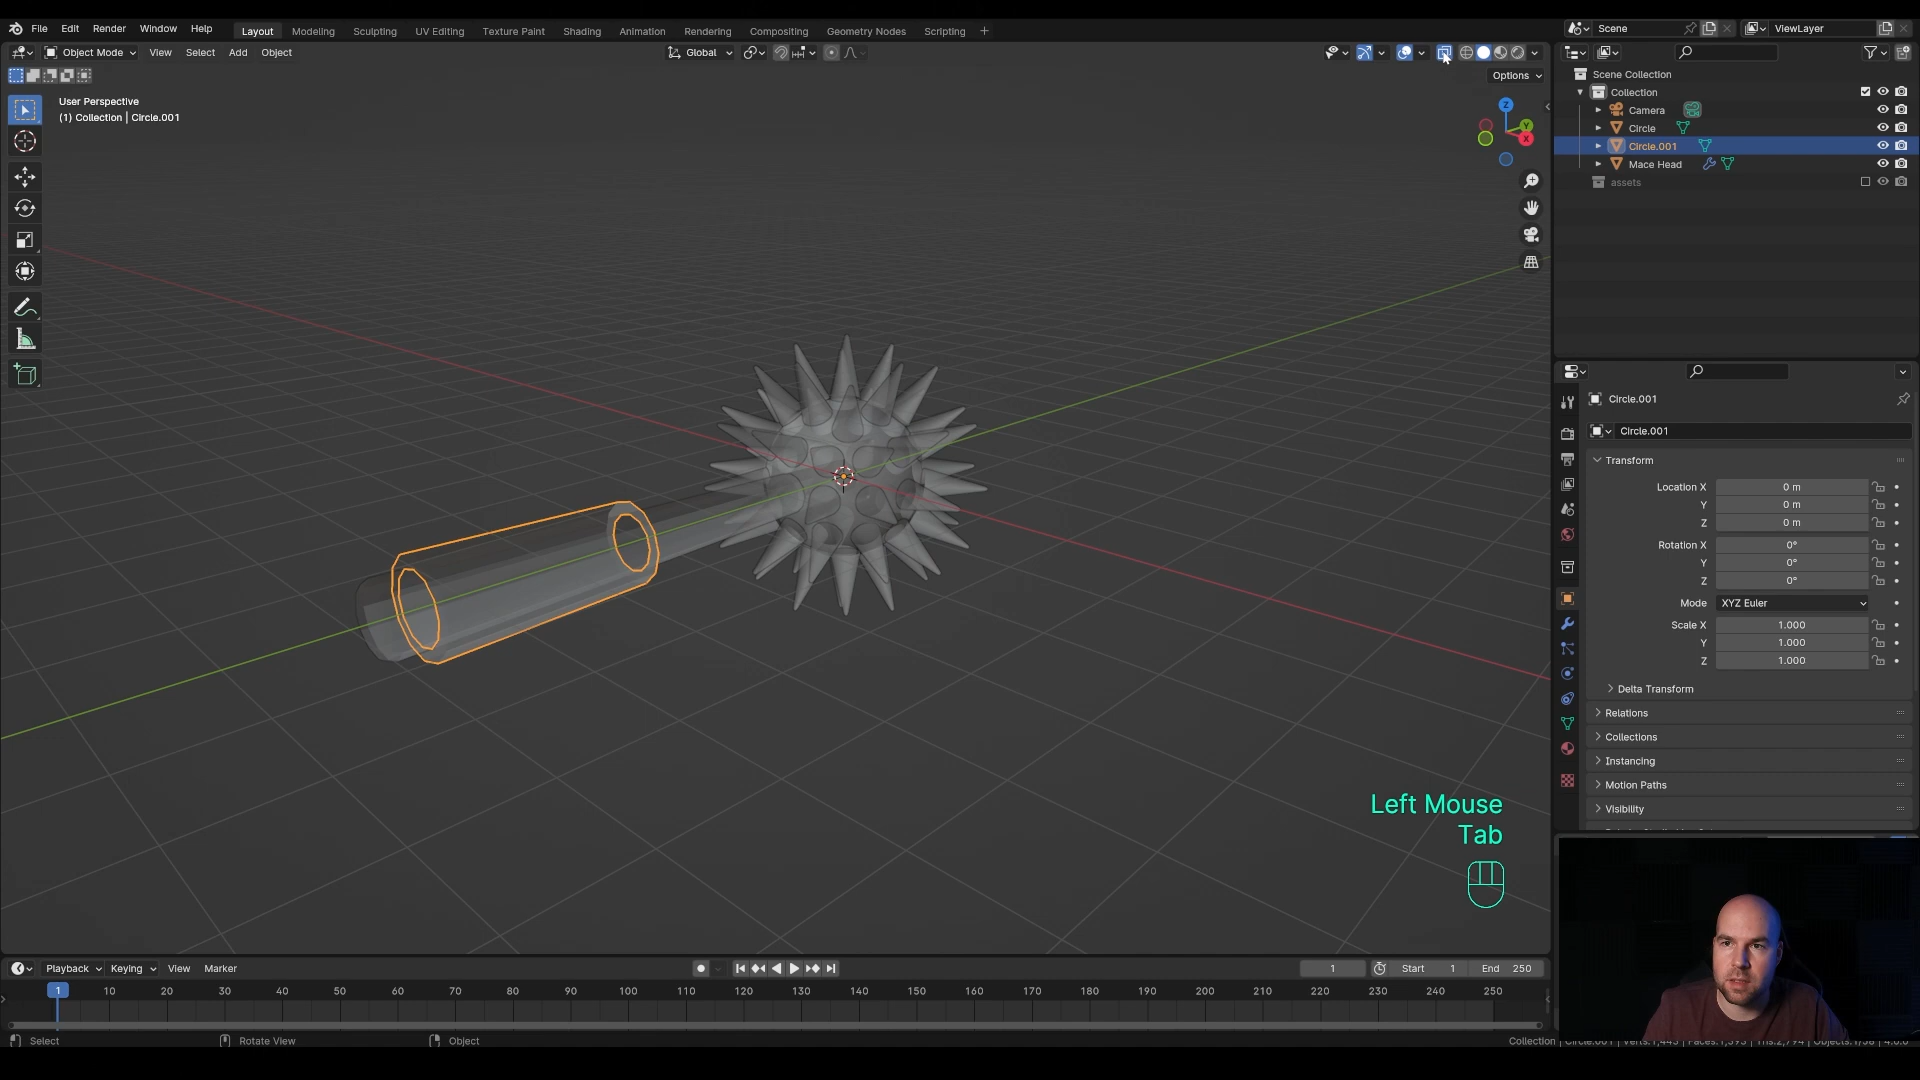 File Edit Render Window Help Layout Modeling Sculpting UV Editing Texture Paint Shading Animation Rendering Compositing Geometry Nodes Scripting + Scene ViewLayer
Object Mode View Select Add Object Global
Options
User Perspective
(1) Collection | Circle.001
Z
Y
X
Scene Collection
Collection
Camera
Circle
Circle.001
Mace Head
assets
Circle.001
Circle.001
Transform
Location X 0 m
Y 0 m
Z 0 m
Rotation X 0°
Y 0°
Z 0°
Mode XYZ Euler
Scale X 1.000
Y 1.000
Z 1.000
Delta Transform
Relations
Collections
Instancing
Motion Paths
Visibility
Left Mouse
Tab
Playback Keying View Marker 1 Start 1 End 250
1 10 20 30 40 50 60 70 80 90 100 110 120 130 140 150 160 170 180 190 200 210 220 230 240 250
Select Rotate View Object Collection